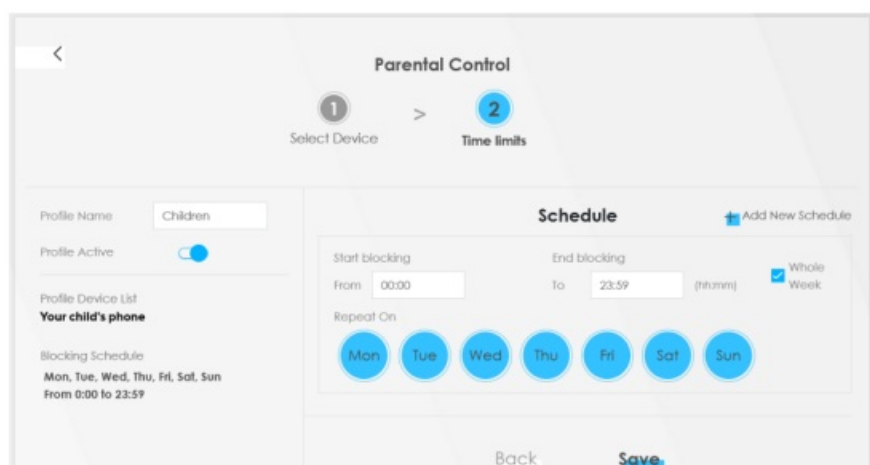 Parental Control
1 > 2
Select Device Time limits
Profile Name Children
Profile Active
Profile Device List
Your child's phone
Blocking Schedule
Mon, Tue, Wed, Thu, Fri, Sat, Sun
From 0:00 to 23:59
Schedule + Add New Schedule
Start blocking End blocking
From 00:00 To 23:59 (hh:mm) Whole Week
Repeat On
Mon Tue Wed Thu Fri Sat Sun
Back Save